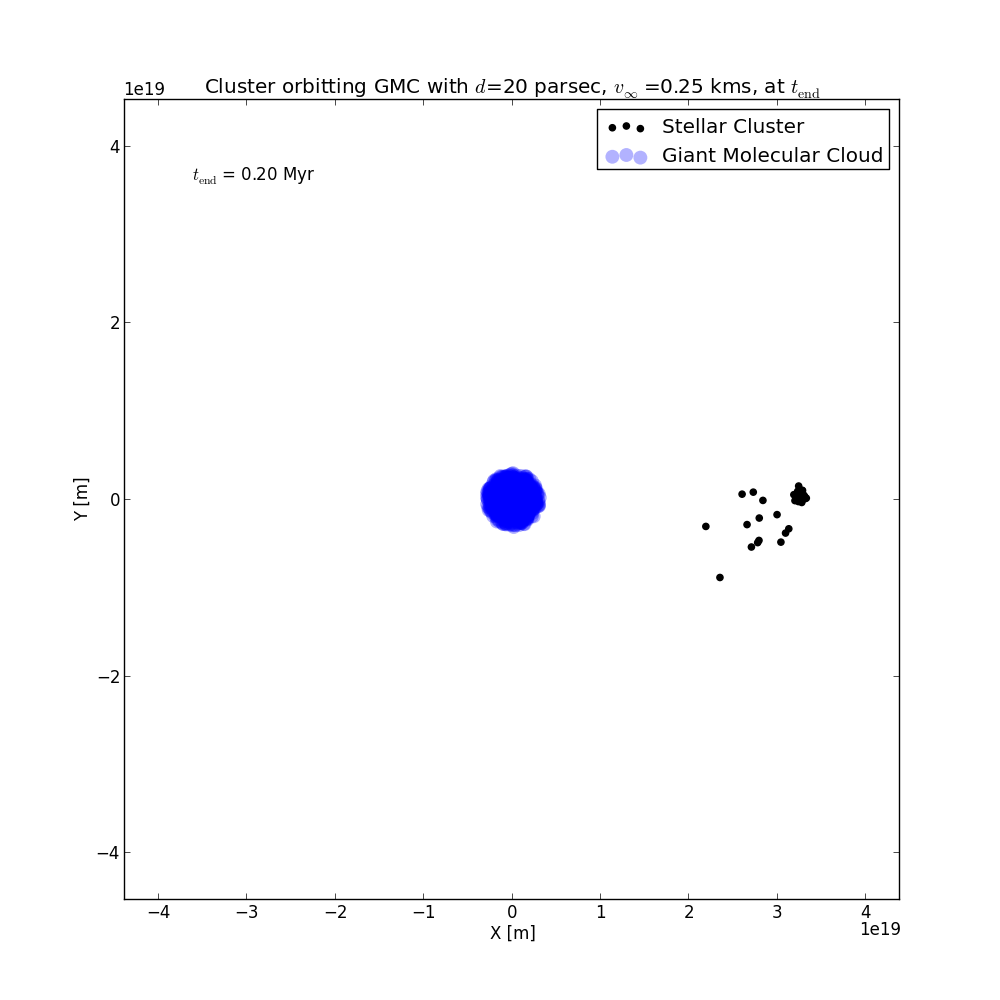 Cluster orbitting GMC with d=20 parsec, v∞ =0.25 kms, at t_end
1e19
Stellar Cluster
Giant Molecular Cloud
t_end = 0.20 Myr
4
2
0
−2
−4
Y [m]
−4 −3 −2 −1 0 1 2 3 4
X [m]
1e19